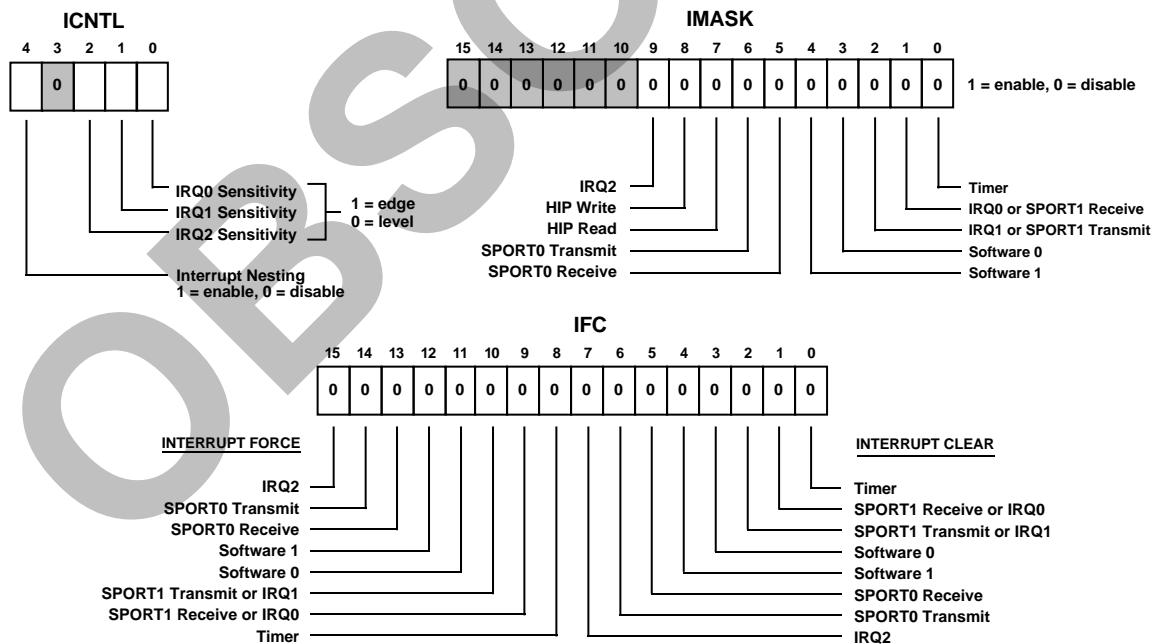 ICNTL
4 3 2 1 0
0
IRQ0 Sensitivity
IRQ1 Sensitivity
IRQ2 Sensitivity
1 = edge
0 = level
Interrupt Nesting
1 = enable, 0 = disable
IMASK
15 14 13 12 11 10 9 8 7 6 5 4 3 2 1 0
0 0 0 0 0 0 0 0 0 0 0 0 0 0 0 0
1 = enable, 0 = disable
IRQ2
HIP Write
HIP Read
SPORT0 Transmit
SPORT0 Receive
Timer
IRQ0 or SPORT1 Receive
IRQ1 or SPORT1 Transmit
Software 0
Software 1
IFC
15 14 13 12 11 10 9 8 7 6 5 4 3 2 1 0
0 0 0 0 0 0 0 0 0 0 0 0 0 0 0 0
INTERRUPT FORCE
IRQ2
SPORT0 Transmit
SPORT0 Receive
Software 1
Software 0
SPORT1 Transmit or IRQ1
SPORT1 Receive or IRQ0
Timer
INTERRUPT CLEAR
Timer
SPORT1 Receive or IRQ0
SPORT1 Transmit or IRQ1
Software 0
Software 1
SPORT0 Receive
SPORT0 Transmit
IRQ2
OBSO